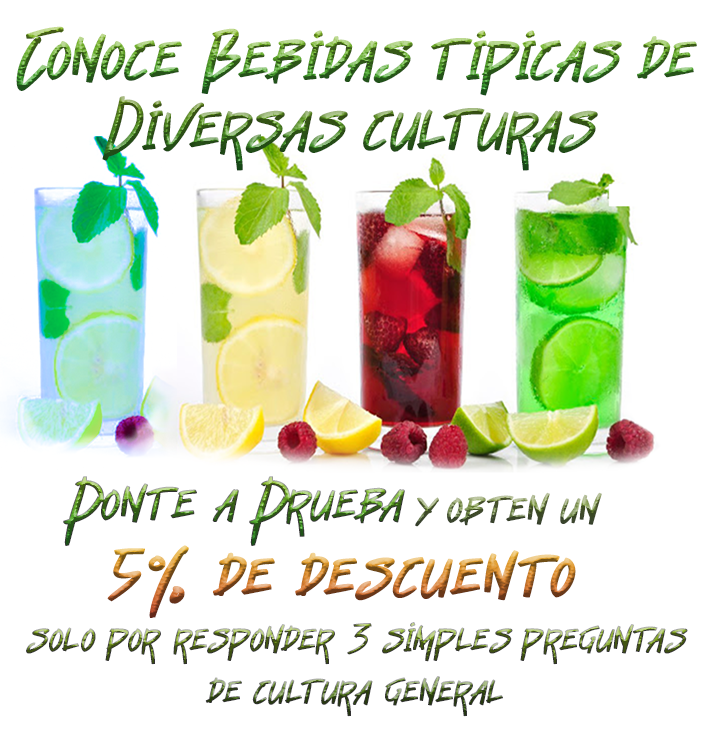 Conoce Bebidas típicas de
Diversas culturas
Ponte a Prueba y obten un
5% de descuento
solo por responder 3 simples preguntas
de cultura general